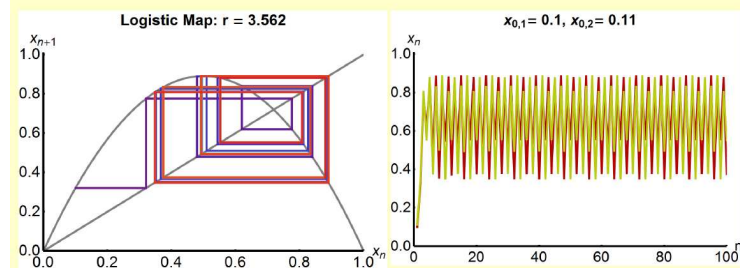 Logistic Map: r = 3.562
xn+1
1.0
0.8
0.6
0.4
0.2
0.0
0.0 0.2 0.4 0.6 0.8 1.0
xn
x0,1 = 0.1, x0,2 = 0.11
xn
1.0
0.8
0.6
0.4
0.2
0.0
0 20 40 60 80 100
n